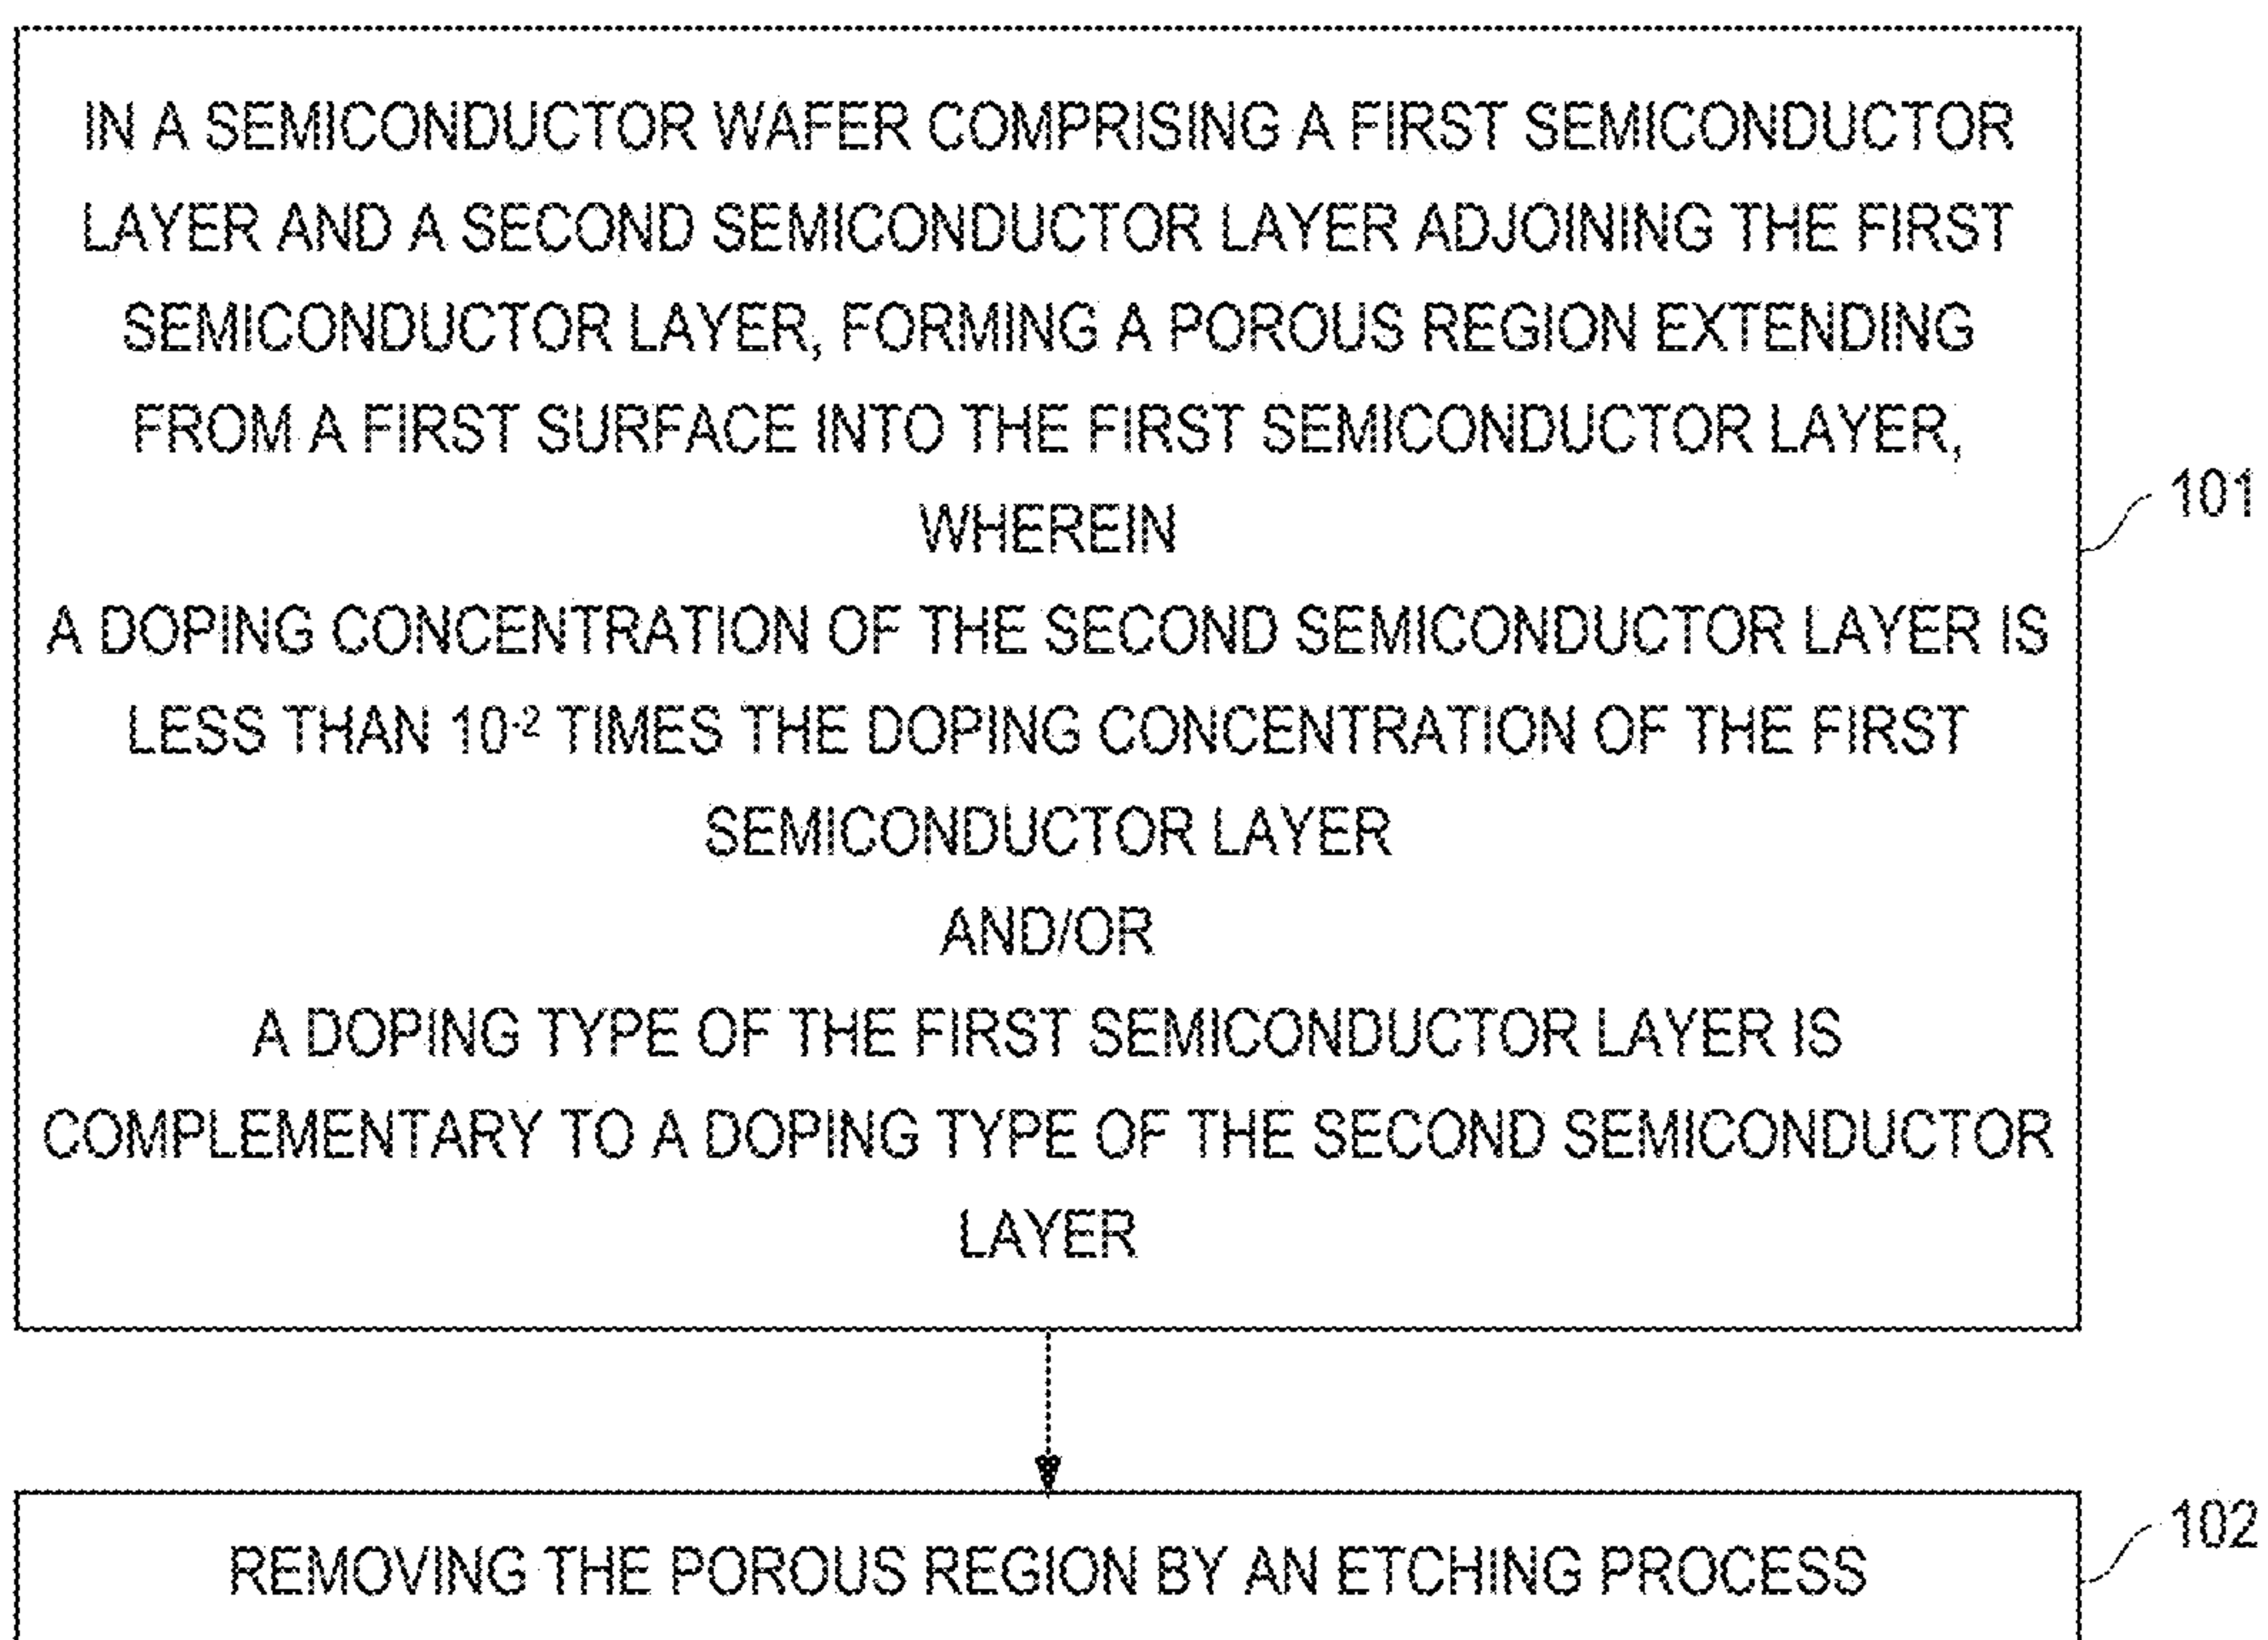 IN A SEMICONDUCTOR WAFER COMPRISING A FIRST SEMICONDUCTOR
LAYER AND A SECOND SEMICONDUCTOR LAYER ADJOINING THE FIRST
SEMICONDUCTOR LAYER, FORMING A POROUS REGION EXTENDING
FROM A FIRST SURFACE INTO THE FIRST SEMICONDUCTOR LAYER,
WHEREIN
101
A DOPING CONCENTRATION OF THE SECOND SEMICONDUCTOR LAYER IS
LESS THAN 10⁻² TIMES THE DOPING CONCENTRATION OF THE FIRST
SEMICONDUCTOR LAYER
AND/OR
A DOPING TYPE OF THE FIRST SEMICONDUCTOR LAYER IS
COMPLEMENTARY TO A DOPING TYPE OF THE SECOND SEMICONDUCTOR
LAYER
102
REMOVING THE POROUS REGION BY AN ETCHING PROCESS